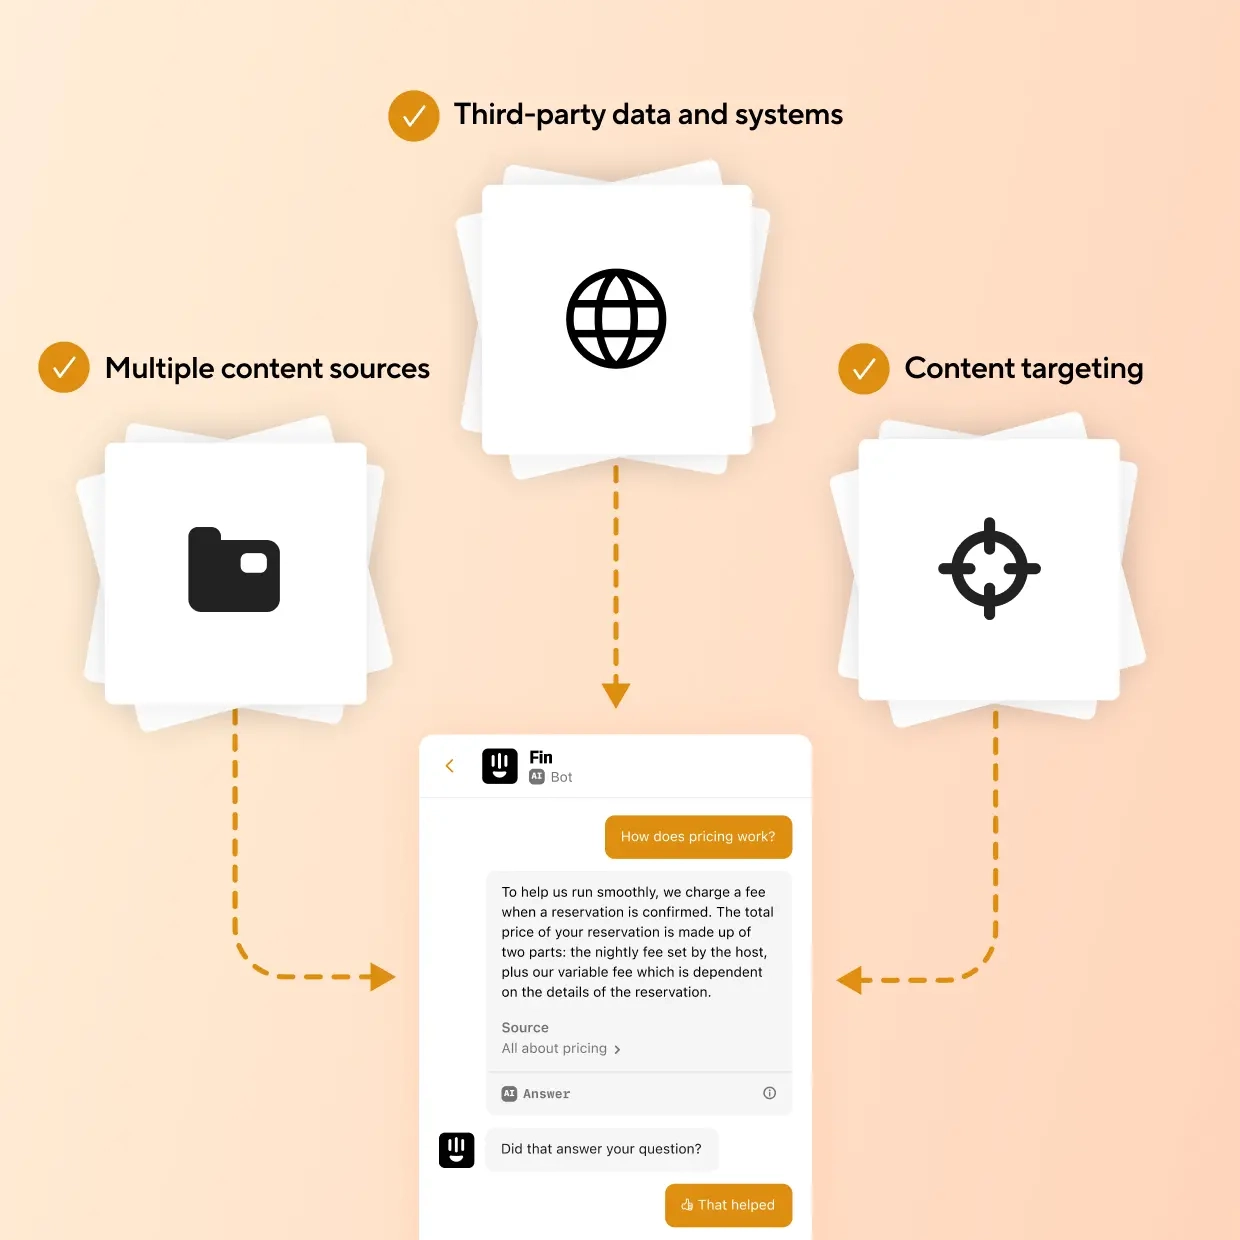 Third-party data and systems
Multiple content sources
Content targeting
Fin
AI Bot
How does pricing work?
To help us run smoothly, we charge a fee
when a reservation is confirmed. The total
price of your reservation is made up of
two parts: the nightly fee set by the host,
plus our variable fee which is dependent
on the details of the reservation.
Source
All about pricing
AI Answer
Did that answer your question?
👍 That helped